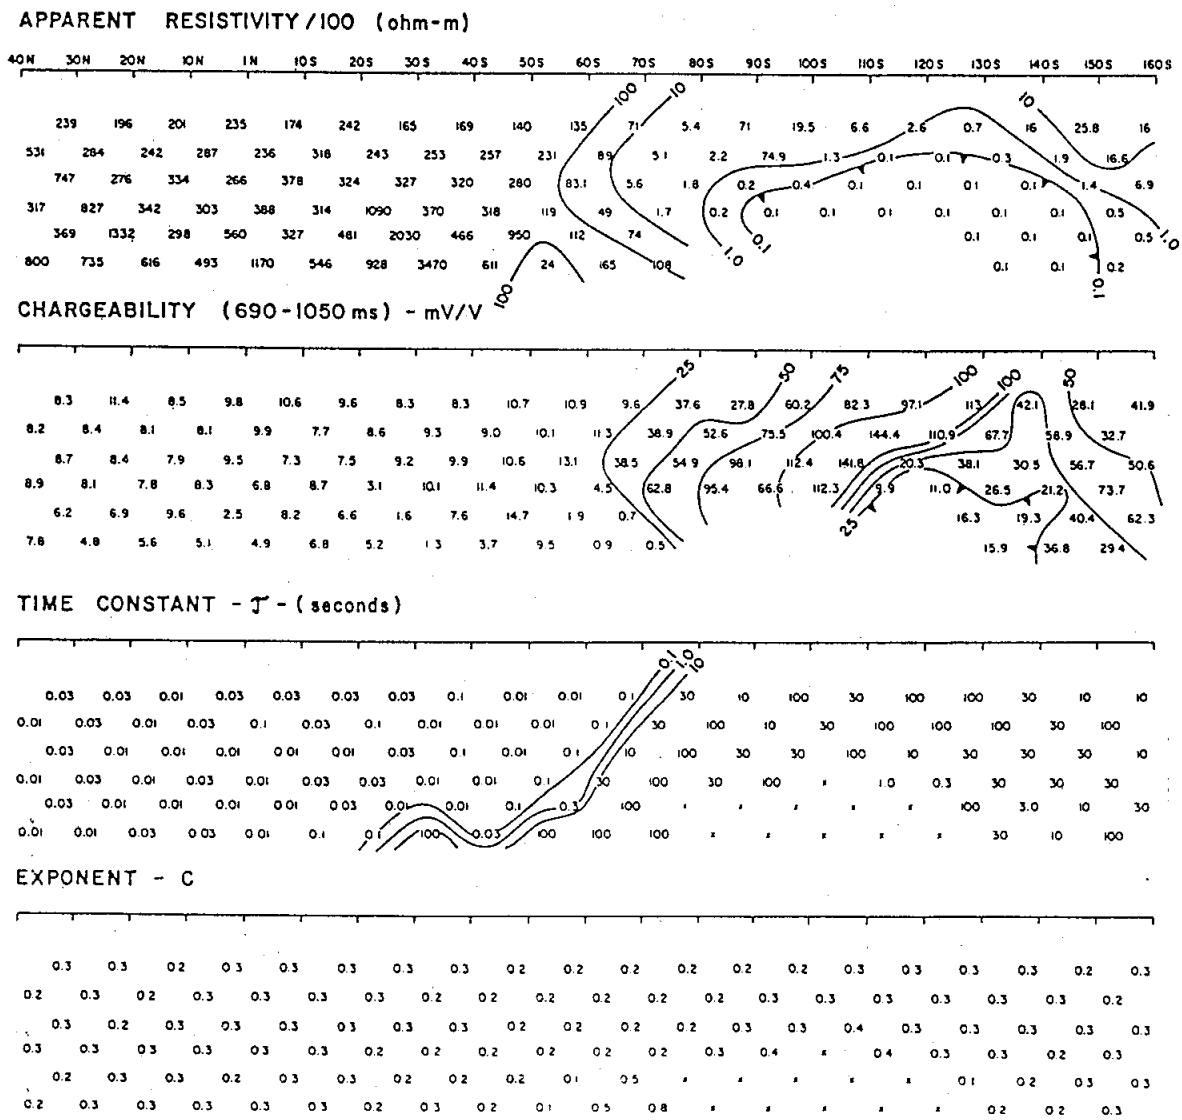 APPARENT RESISTIVITY/100 (ohm-m)
40N 30N 20N 10N 1N 10S 20S 30S 40S 50S 60S 70S 80S 90S 100S 110S 120S 130S 140S 150S 160S
100 10 10
239 196 201 235 174 242 165 169 140 135 71 5.4 71 19.5 6.6 2.6 0.7 16 25.8 16
531 284 242 287 236 318 243 253 257 231 89 5.1 2.2 74.9 1.3 0.1 0.1 0.3 1.9 16.6
747 276 334 266 378 324 327 320 280 83.1 5.6 1.8 0.2 0.4 0.1 0.1 0.1 0.1 1.4 6.9
317 827 342 303 388 314 1090 370 318 119 49 1.7 0.2 0.1 0.1 0.1 0.1 0.1 0.1 0.5
369 1332 298 560 327 481 2030 466 950 112 74 0.1 0.1 0.1 0.5
1.0 0.1 1.0
800 735 616 493 1170 546 928 3470 611 24 165 108 0.1 0.1 0.2
100 0.1
CHARGEABILITY (690-1050 ms) - mV/V
25 50 75 100 100 50
8.3 11.4 8.5 9.8 10.6 9.6 8.3 8.3 10.7 10.9 9.6 37.6 27.8 60.2 82.3 97.1 113 42.1 28.1 41.9
8.2 8.4 8.1 8.1 9.9 7.7 8.6 9.3 9.0 10.1 11.3 38.9 52.6 75.5 100.4 144.4 110.9 67.7 58.9 32.7
8.7 8.4 7.9 9.5 7.3 7.5 9.2 9.9 10.6 13.1 38.5 54.9 98.1 112.4 141.8 20.3 38.1 30.5 56.7 50.6
8.9 8.1 7.8 8.3 6.8 8.7 3.1 10.1 11.4 10.3 4.5 62.8 95.4 66.6 112.3 9.9 11.0 26.5 21.2 73.7
6.2 6.9 9.6 2.5 8.2 6.6 1.6 7.6 14.7 1.9 0.7 16.3 19.3 40.4 62.3
25
7.8 4.8 5.6 5.1 4.9 6.8 5.2 1.3 3.7 9.5 0.9 0.5 15.9 36.8 29.4
TIME CONSTANT - τ - (seconds)
0.1 1.0 10
0.03 0.03 0.01 0.03 0.03 0.03 0.03 0.1 0.01 0.01 0.1 30 10 100 30 100 100 30 10 10
0.01 0.03 0.01 0.03 0.1 0.03 0.1 0.01 0.01 0.01 0.1 30 100 10 30 100 100 100 30 100
0.03 0.01 0.01 0.01 0.01 0.01 0.03 0.1 0.01 0.1 10 100 30 30 100 10 30 30 30 10
0.01 0.03 0.01 0.03 0.01 0.03 0.03 0.01 0.01 0.1 30 100 30 100 x 1.0 0.3 30 30 30
0.03 0.01 0.03 0.01 0.01 0.03 0.01 0.01 0.1 0.3 100 x x x x x 100 3.0 10 30
0.01 0.01 0.03 0.03 0.01 0.1 0.1 100 0.03 100 100 100 x x x x x 30 10 100
EXPONENT - C
0.3 0.3 0.2 0.3 0.3 0.3 0.3 0.3 0.2 0.2 0.2 0.2 0.2 0.2 0.3 0.3 0.3 0.3 0.2 0.3
0.2 0.3 0.2 0.3 0.3 0.3 0.3 0.2 0.2 0.2 0.2 0.2 0.2 0.3 0.3 0.3 0.3 0.3 0.3 0.2
0.3 0.2 0.3 0.3 0.3 0.3 0.3 0.3 0.2 0.2 0.2 0.2 0.3 0.3 0.4 0.3 0.3 0.3 0.3 0.3
0.3 0.3 0.3 0.3 0.3 0.3 0.2 0.2 0.2 0.2 0.2 0.2 0.3 0.4 x 0.4 0.3 0.3 0.2 0.3
0.2 0.3 0.3 0.2 0.3 0.3 0.2 0.2 0.2 0.1 0.5 x x x x x 0.1 0.2 0.3 0.3
0.2 0.3 0.3 0.3 0.3 0.3 0.2 0.3 0.2 0.1 0.5 0.8 x x x x x 0.2 0.2 0.3